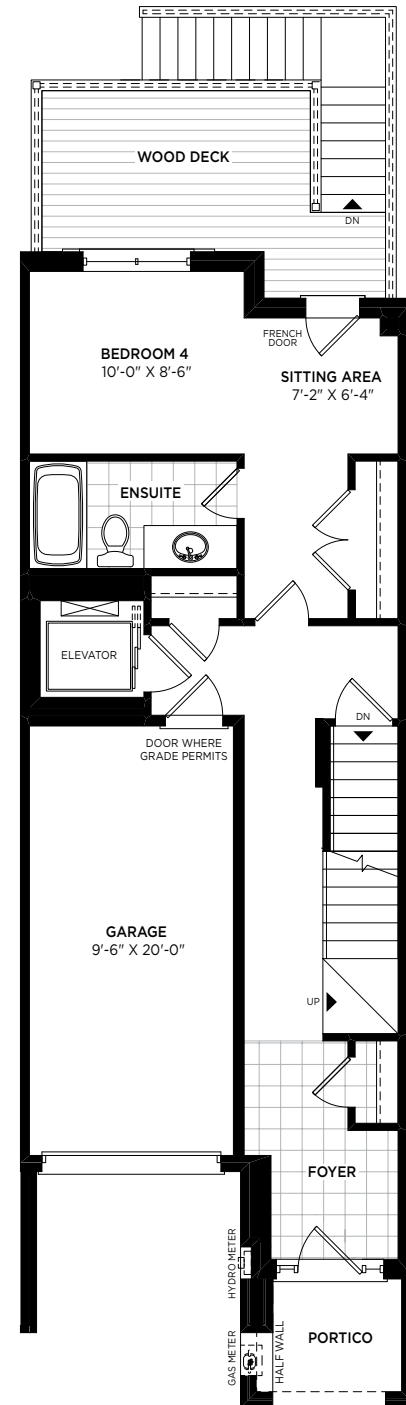 WOOD DECK
DN
FRENCH
DOOR
BEDROOM 4
10'-0" X 8'-6"
SITTING AREA
7'-2" X 6'-4"
ENSUITE
ELEVATOR
DN
DOOR WHERE
GRADE PERMITS
GARAGE
9'-6" X 20'-0"
UP
FOYER
HYDRO METER
PORTICO
GAS METER
HALF WALL